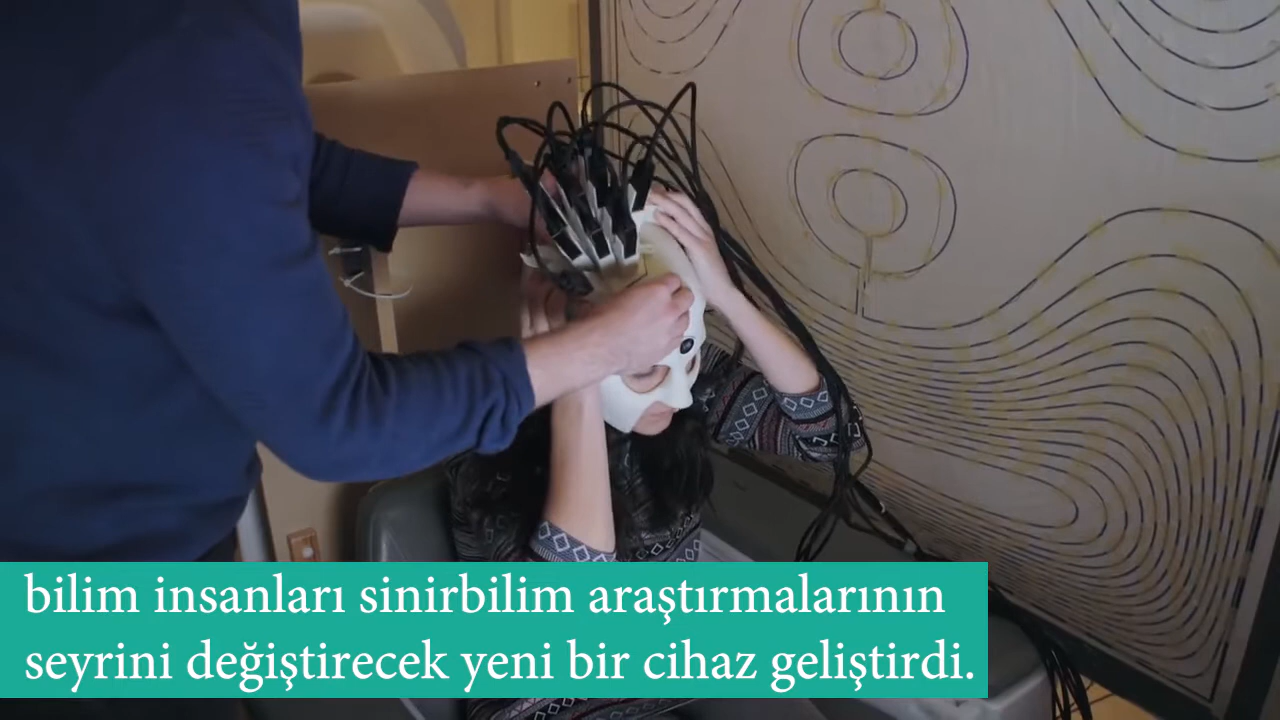 bilim insanları sinirbilim araştırmalarının
seyrini değiştirecek yeni bir cihaz geliştirdi.